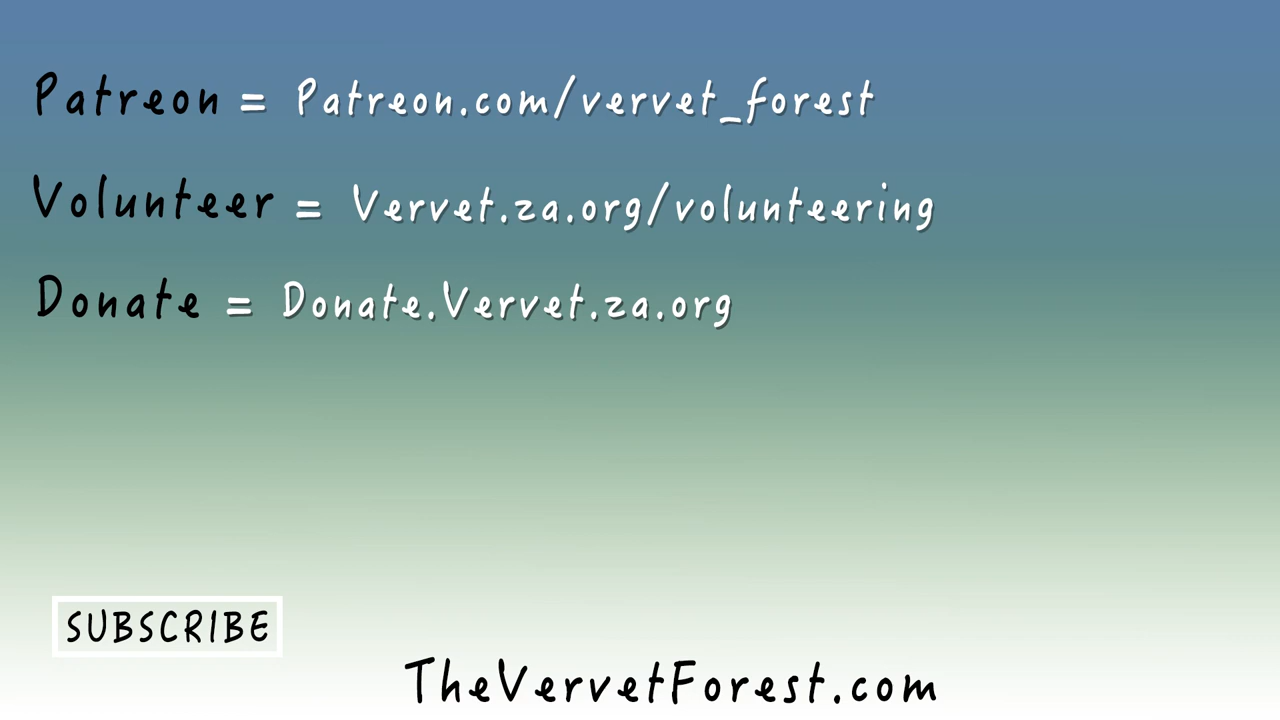 Patreon = Patreon.com/vervet_forest
Volunteer = Vervet.za.org/volunteering
Donate = Donate.Vervet.za.org
SUBSCRIBE
TheVervetForest.com